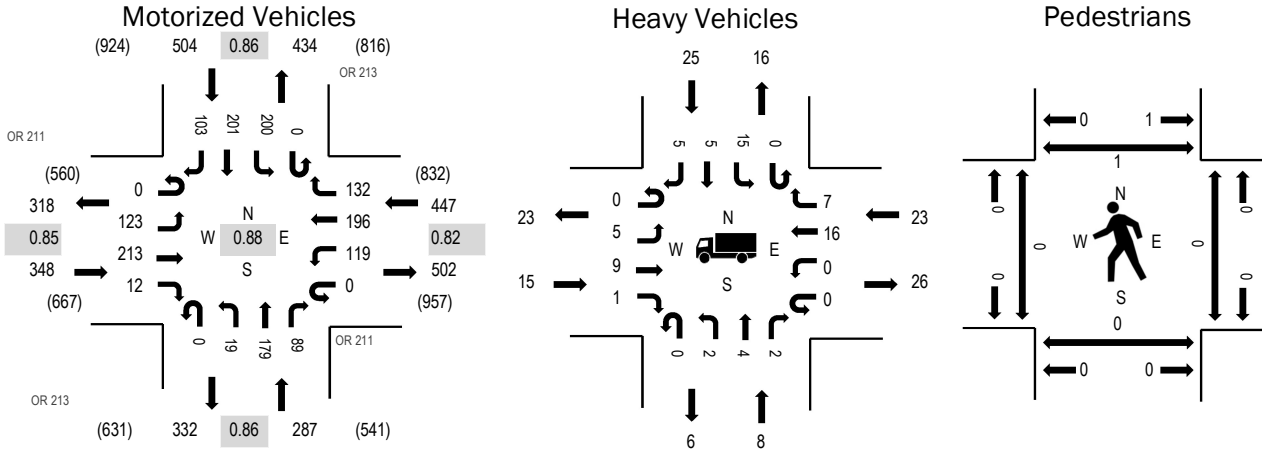 Motorized Vehicles
(924) 504 0.86 434 (816)
OR 213
103 201 200 0
OR 211
(560)
318
0.85
348
(667)
0
123
213
12
N
W 0.88 E
S
132
196
119
0
(832)
447
0.82
502
(957)
0 19 179 89
OR 211
OR 213
(631) 332 0.86 287 (541)
Heavy Vehicles
25 16
5 5 15 0
23
15
0
5
9
1
N
W E
S
7
16
0
0
23
26
0 2 4 2
6 8
Pedestrians
0 1
1
0
0
0
N
W E
S
0
0
0
0
0 0